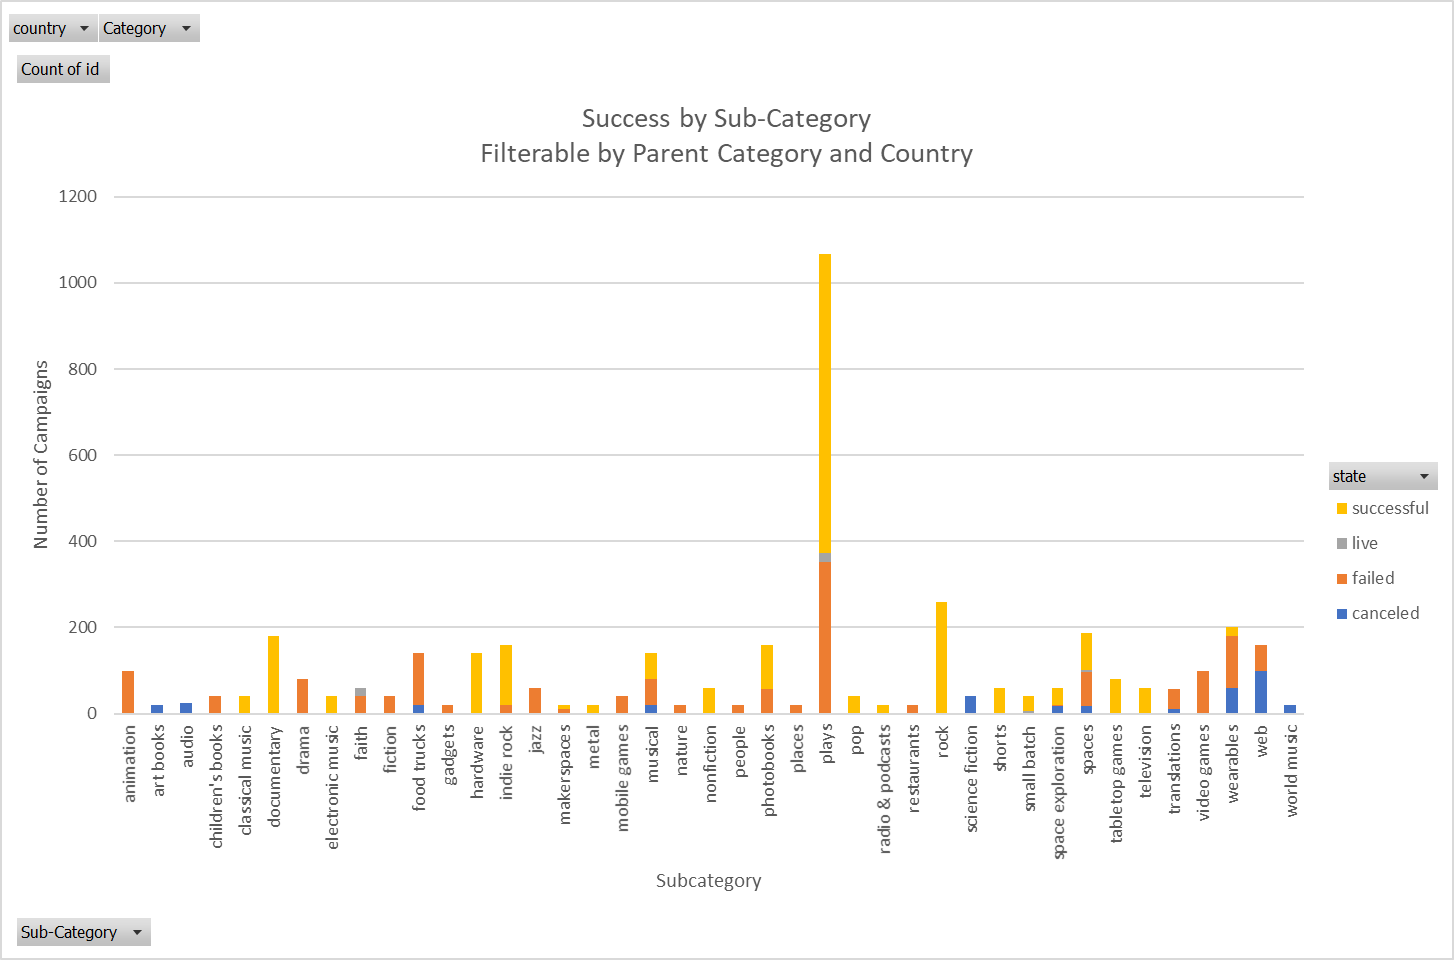 country Category
Count of id
Success by Sub-Category
Filterable by Parent Category and Country
Number of Campaigns
1200
1000
800
600
400
200
0
animation
art books
audio
children's books
classical music
documentary
drama
electronic music
faith
fiction
food trucks
gadgets
hardware
indie rock
jazz
makerspaces
metal
mobile games
musical
nature
nonfiction
people
photobooks
places
plays
pop
radio & podcasts
restaurants
rock
science fiction
shorts
small batch
space exploration
spaces
tabletop games
television
translations
video games
wearables
web
world music
Subcategory
state
successful
live
failed
canceled
Sub-Category